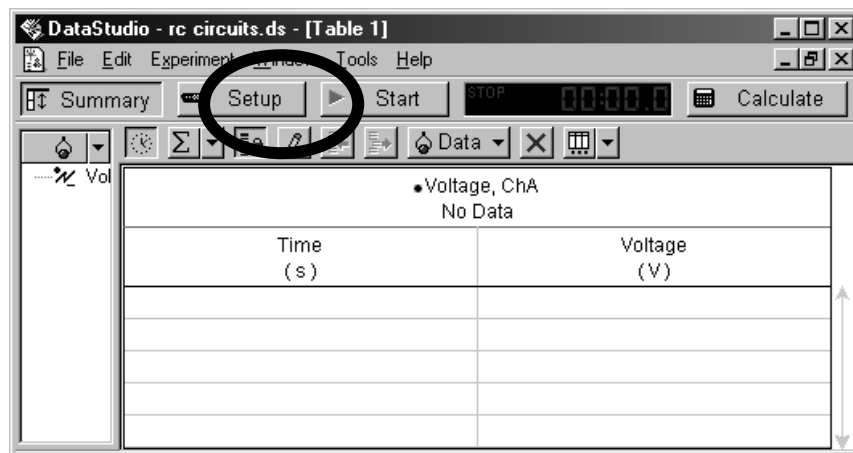 DataStudio - rc circuits.ds - [Table 1]
File Edit Experiment Window Tools Help
Summary Setup Start STOP 00:00.0 Calculate
Σ Data
Vol
Voltage, ChA
No Data
Time Voltage
(s) (V)